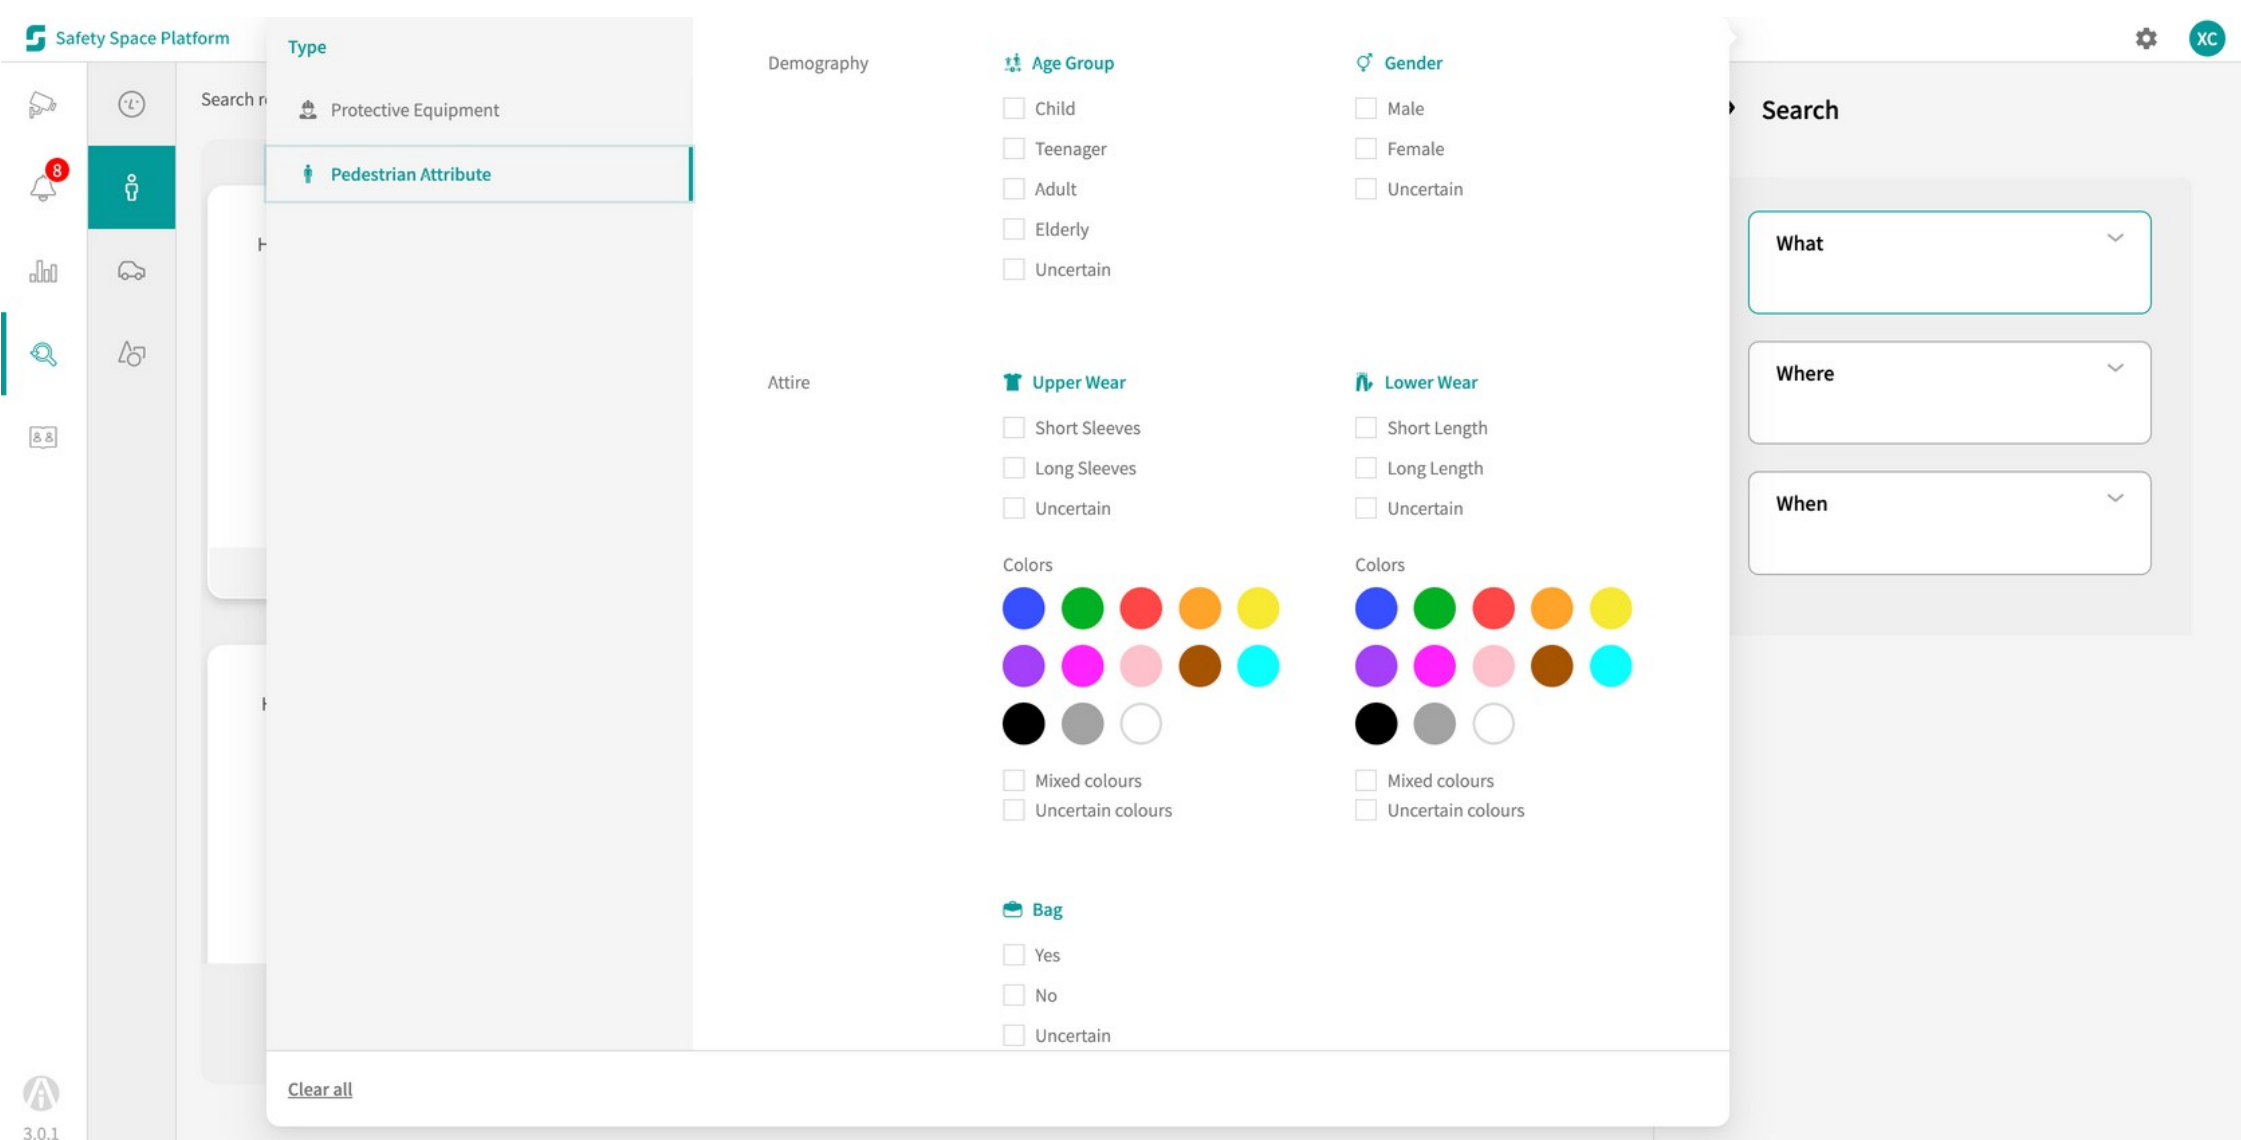 Safety Space Platform
XC
8
3.0.1
Search
Type
Protective Equipment
Pedestrian Attribute
Clear all
Demography
Age Group
Child
Teenager
Adult
Elderly
Uncertain
Gender
Male
Female
Uncertain
Attire
Upper Wear
Short Sleeves
Long Sleeves
Uncertain
Colors
Mixed colours
Uncertain colours
Lower Wear
Short Length
Long Length
Uncertain
Colors
Mixed colours
Uncertain colours
Bag
Yes
No
Uncertain
Search
What
Where
When